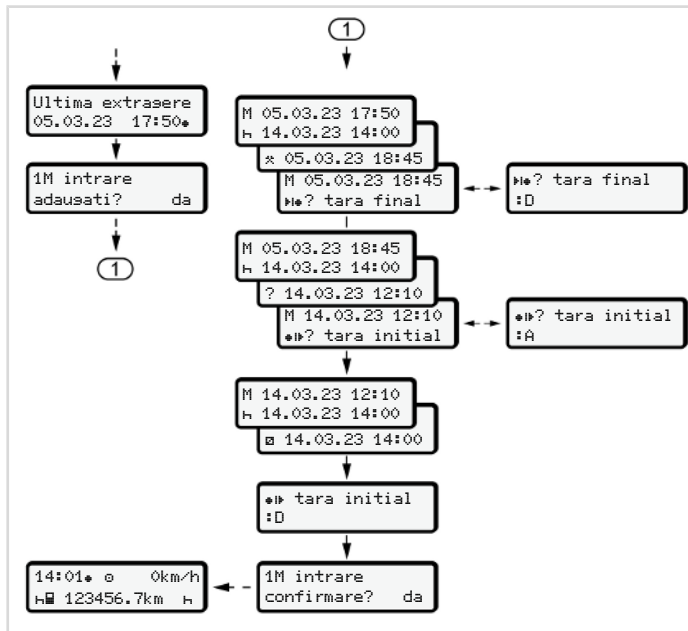 1
Ultima extragere
05.03.23 17:50
1M intrare
adaugati? da
1
M 05.03.23 17:50
h 14.03.23 14:00
05.03.23 18:45
M 05.03.23 18:45
? tara final
? tara final
:D
M 05.03.23 18:45
h 14.03.23 14:00
? 14.03.23 12:10
M 14.03.23 12:10
? tara initial
? tara initial
:A
M 14.03.23 12:10
h 14.03.23 14:00
14.03.23 14:00
tara initial
:D
1M intrare
confirmare? da
14:01 0km/h
h 123456.7km h